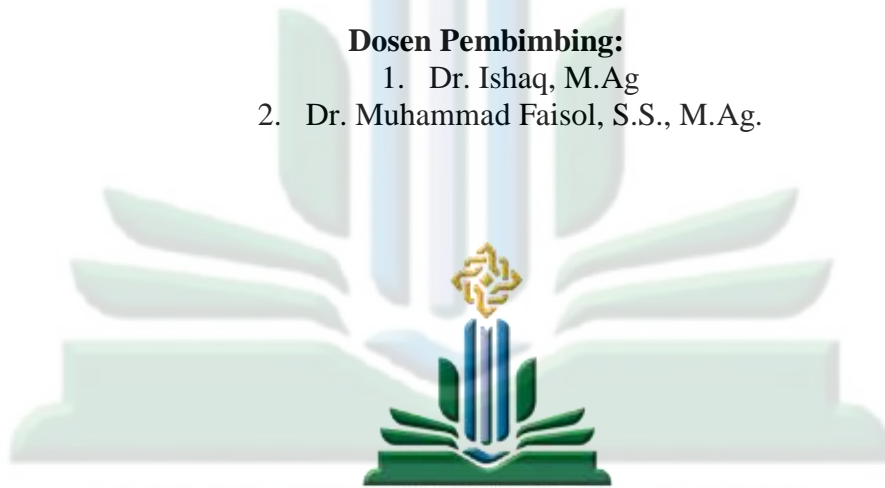 Dosen Pembimbing:
1. Dr. Ishaq, M.Ag
2. Dr. Muhammad Faisol, S.S., M.Ag.